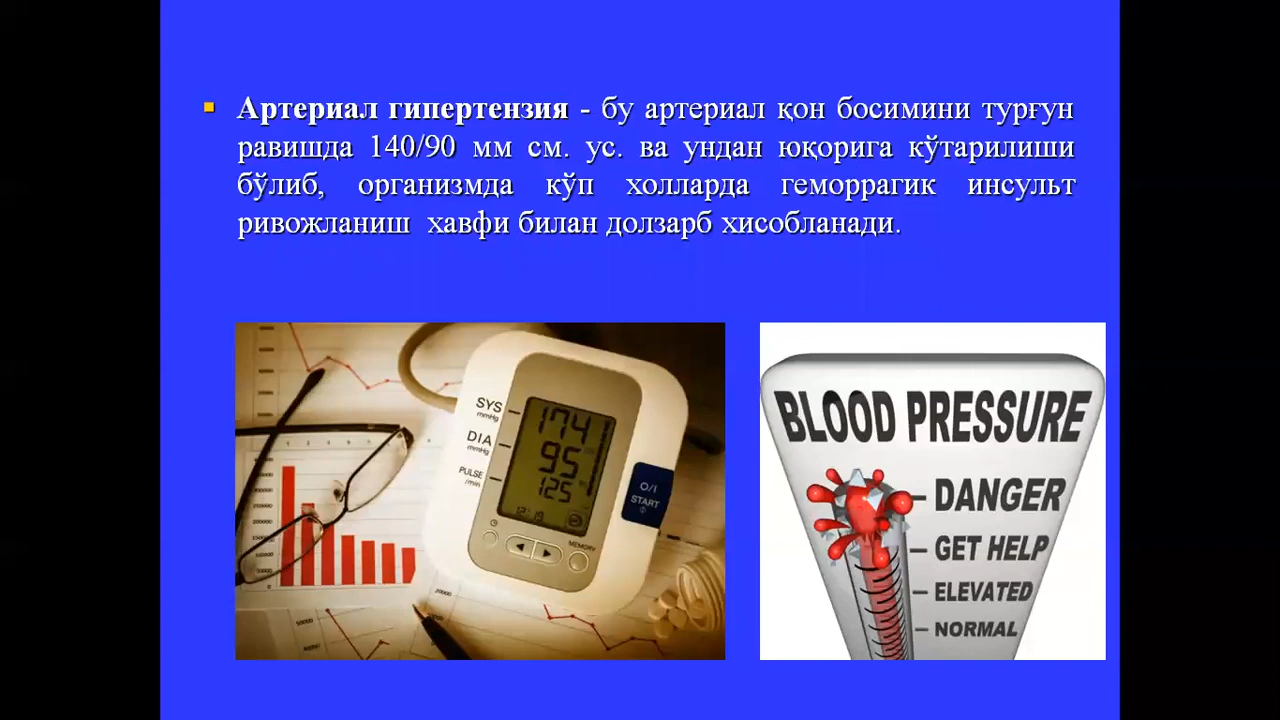 Артериал гипертензия - бу артериал қон босимини турғун
равишда 140/90 мм см. ус. ва ундан юқорига кўтарилиши
бўлиб, организмда кўп холларда геморрагик инсульт
ривожланиш хавфи билан долзарб хисобланади.
SYS
mmHg
174
DIA
mmHg
95
PULSE
/min
125
O/I
START
MEMORY
BLOOD PRESSURE
DANGER
GET HELP
ELEVATED
NORMAL